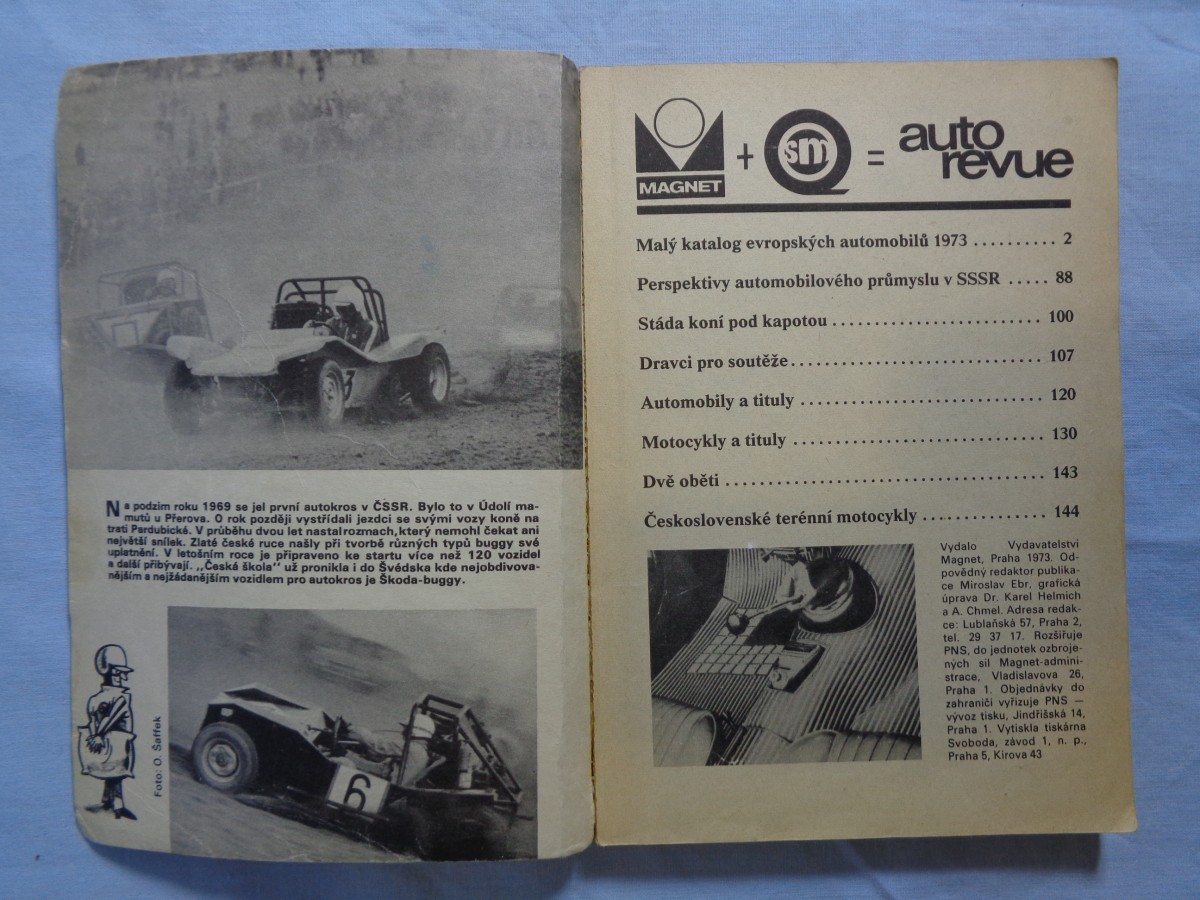 3
Na podzim roku 1969 se jel první autokros v ČSSR. Bylo to v Údolí ma-
mutů u Přerova. O rok později vystřídali jezdci se svými vozy koně na
trati Pardubické. V průběhu dvou let nastal rozmach, který nemohl čekat ani
největší snílek. Zlaté české ruce našly při tvorbě různých typů buggy své
uplatnění. V letošním roce je připraveno ke startu více než 120 vozidel
a další přibývají. „Česká škola" už pronikla i do Švédska kde nejobdivova-
nějším a nejžádanějším vozidlem pro autokros je Škoda-buggy.
Foto: O. Šaffek
6
MAGNET + sm = auto
revue
Malý katalog evropských automobilů 1973 .......... 2
Perspektivy automobilového průmyslu v SSSR ..... 88
Stáda koní pod kapotou ......................... 100
Dravci pro soutěže.............................. 107
Automobily a tituly ............................. 120
Motocykly a tituly .............................. 130
Dvě oběti ...................................... 143
Československé terénní motocykly ............... 144
Vydalo Vydavatelství
Magnet, Praha 1973. Od-
povědný redaktor publika-
ce Miroslav Ebr, grafická
úprava Dr. Karel Helmich
a A. Chmel. Adresa redak-
ce: Lublaňská 57, Praha 2,
tel. 29 37 17. Rozšiřuje
PNS, do jednotek ozbroje-
ných sil Magnet-admini-
strace, Vladislavova 26,
Praha 1. Objednávky do
zahraničí vyřizuje PNS —
vývoz tisku, Jindřišská 14,
Praha 1. Vytiskla tiskárna
Svoboda, závod 1, n. p.,
Praha 5, Kirova 43